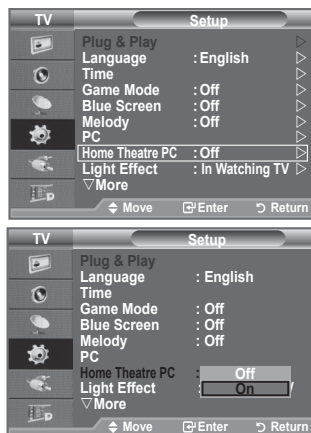 TV Setup
Plug & Play
Language : English
Time
Game Mode : Off
Blue Screen : Off
Melody : Off
PC
Home Theatre PC : Off
Light Effect : In Watching TV
▽More
Move Enter Return
TV Setup
Plug & Play
Language : English
Time
Game Mode : Off
Blue Screen : Off
Melody : Off
PC
Home Theatre PC : Off
Light Effect : On
▽More
Move Enter Return